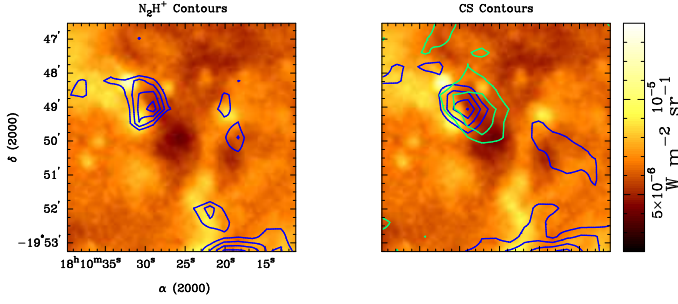 N₂H⁺ Contours
CS Contours
47'
48'
49'
50'
51'
52'
−19°53'
δ (2000)
18ʰ10ᵐ35ˢ 30ˢ 25ˢ 20ˢ 15ˢ
α (2000)
5×10⁻⁶ 10⁻⁵
W m⁻² sr⁻¹